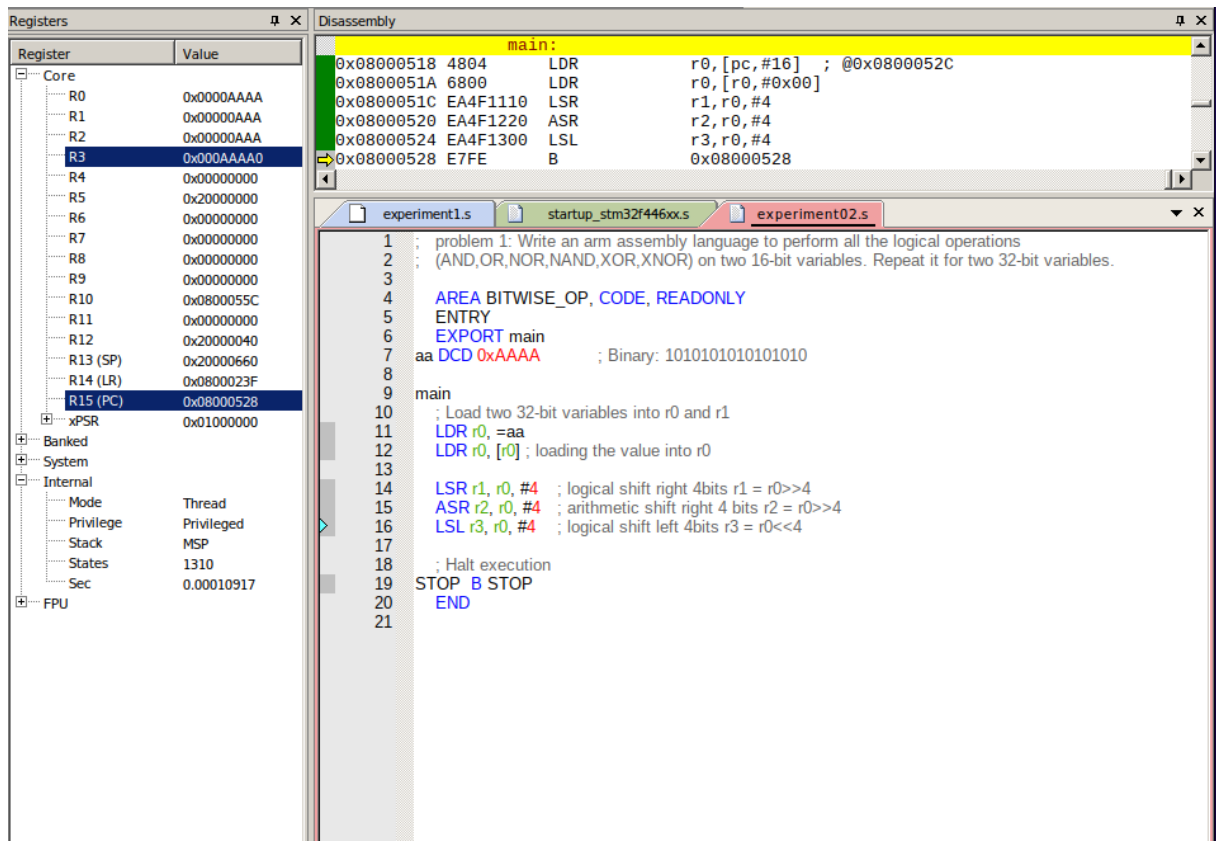 Registers
Register Value
Core
R0 0x0000AAAA
R1 0x00000AAA
R2 0x00000AAA
R3 0x000AAAA0
R4 0x00000000
R5 0x20000000
R6 0x00000000
R7 0x00000000
R8 0x00000000
R9 0x00000000
R10 0x0800055C
R11 0x00000000
R12 0x20000040
R13 (SP) 0x20000660
R14 (LR) 0x0800023F
R15 (PC) 0x08000528
xPSR 0x01000000
Banked
System
Internal
Mode Thread
Privilege Privileged
Stack MSP
States 1310
Sec 0.00010917
FPU
Disassembly
main:
0x08000518 4804 LDR r0,[pc,#16] ; @0x0800052C
0x0800051A 6800 LDR r0,[r0,#0x00]
0x0800051C EA4F1110 LSR r1,r0,#4
0x08000520 EA4F1220 ASR r2,r0,#4
0x08000524 EA4F1300 LSL r3,r0,#4
0x08000528 E7FE B 0x08000528
experiment1.s startup_stm32f446xx.s experiment02.s
1 ; problem 1: Write an arm assembly language to perform all the logical operations
2 ; (AND,OR,NOR,NAND,XOR,XNOR) on two 16-bit variables. Repeat it for two 32-bit variables.
3
4 AREA BITWISE_OP, CODE, READONLY
5 ENTRY
6 EXPORT main
7 aa DCD 0xAAAA ; Binary: 1010101010101010
8
9 main
10 ; Load two 32-bit variables into r0 and r1
11 LDR r0, =aa
12 LDR r0, [r0] ; loading the value into r0
13
14 LSR r1, r0, #4 ; logical shift right 4bits r1 = r0>>4
15 ASR r2, r0, #4 ; arithmetic shift right 4 bits r2 = r0>>4
16 LSL r3, r0, #4 ; logical shift left 4bits r3 = r0<<4
17
18 ; Halt execution
19 STOP B STOP
20 END
21